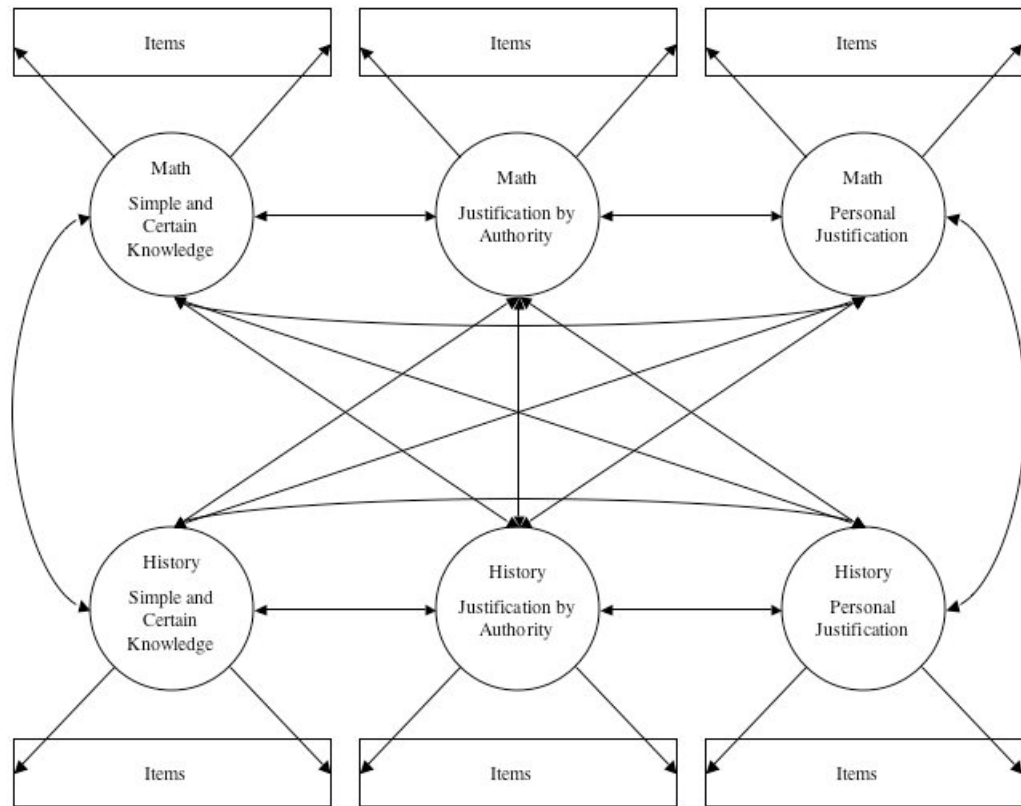 Items
Items
Items
Math
Simple and
Certain
Knowledge
Math
Justification by
Authority
Math
Personal
Justification
History
Simple and
Certain
Knowledge
History
Justification by
Authority
History
Personal
Justification
Items
Items
Items